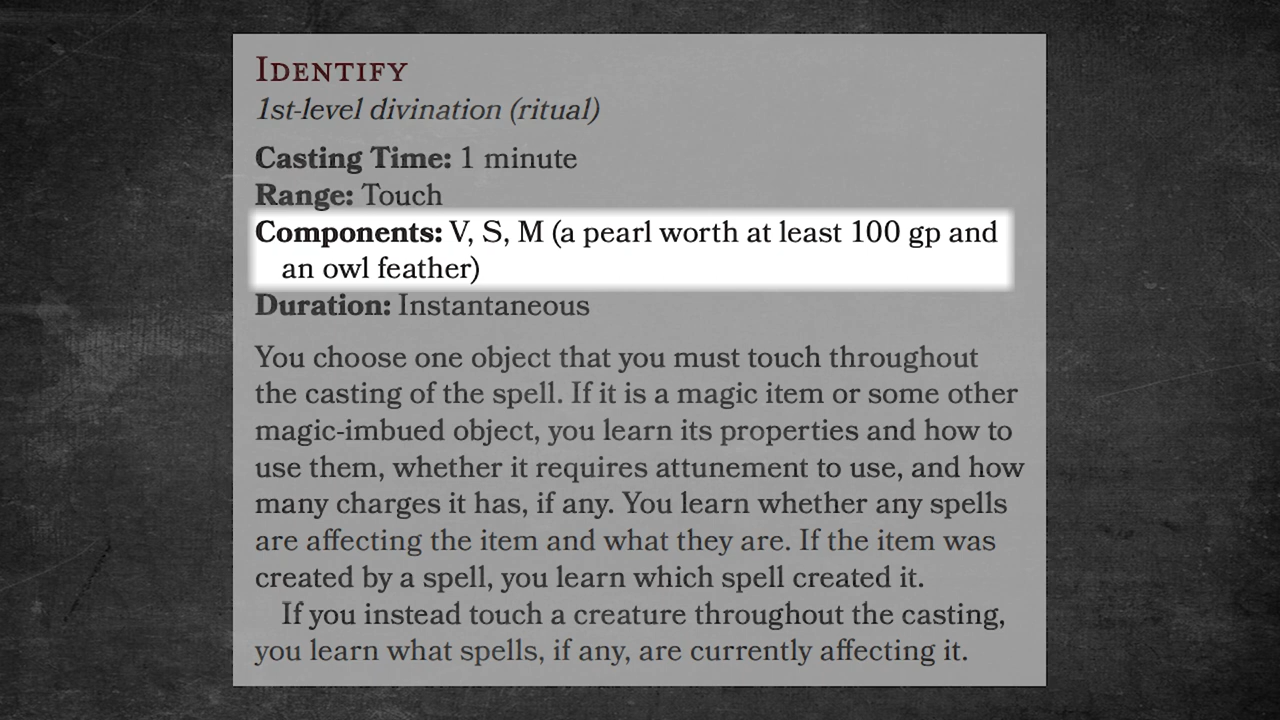 IDENTIFY
1st-level divination (ritual)
Casting Time: 1 minute
Range: Touch
Components: V, S, M (a pearl worth at least 100 gp and
an owl feather)
Duration: Instantaneous
You choose one object that you must touch throughout
the casting of the spell. If it is a magic item or some other
magic-imbued object, you learn its properties and how to
use them, whether it requires attunement to use, and how
many charges it has, if any. You learn whether any spells
are affecting the item and what they are. If the item was
created by a spell, you learn which spell created it.
If you instead touch a creature throughout the casting,
you learn what spells, if any, are currently affecting it.